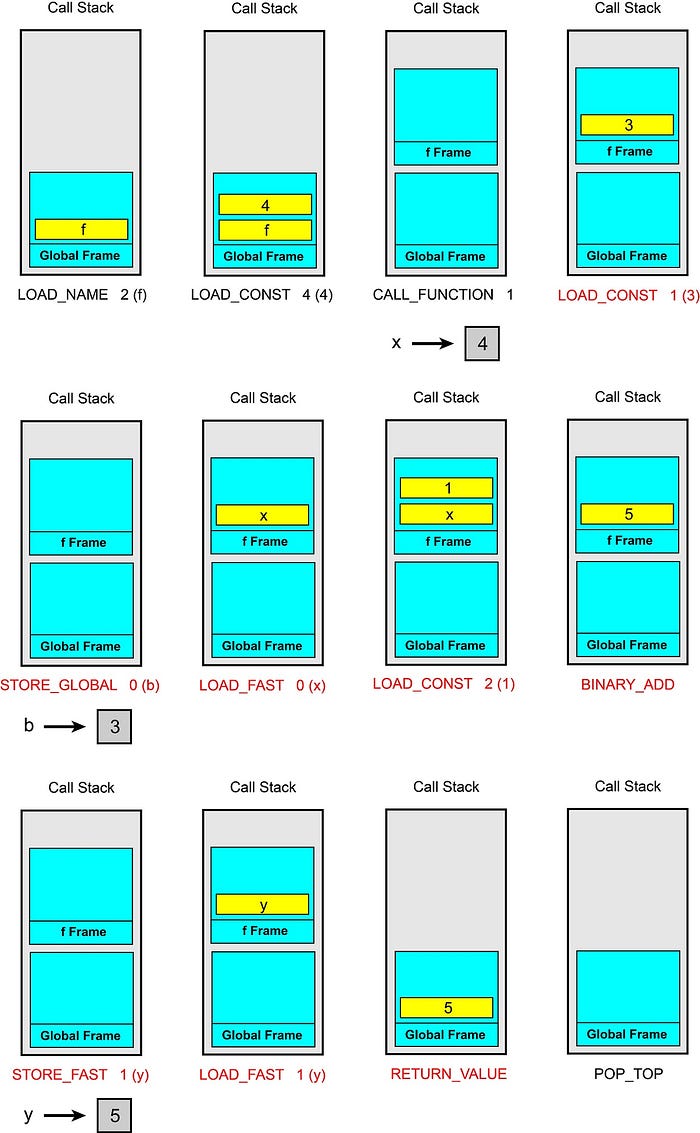 Call Stack
f
Global Frame
LOAD_NAME 2 (f)
Call Stack
4
f
Global Frame
LOAD_CONST 4 (4)
Call Stack
f Frame
Global Frame
CALL_FUNCTION 1
x
4
Call Stack
3
f Frame
Global Frame
LOAD_CONST 1 (3)
Call Stack
f Frame
Global Frame
STORE_GLOBAL 0 (b)
b
3
Call Stack
x
f Frame
Global Frame
LOAD_FAST 0 (x)
Call Stack
1
x
f Frame
Global Frame
LOAD_CONST 2 (1)
Call Stack
5
f Frame
Global Frame
BINARY_ADD
Call Stack
f Frame
Global Frame
STORE_FAST 1 (y)
y
5
Call Stack
y
f Frame
Global Frame
LOAD_FAST 1 (y)
Call Stack
5
Global Frame
RETURN_VALUE
Call Stack
Global Frame
POP_TOP